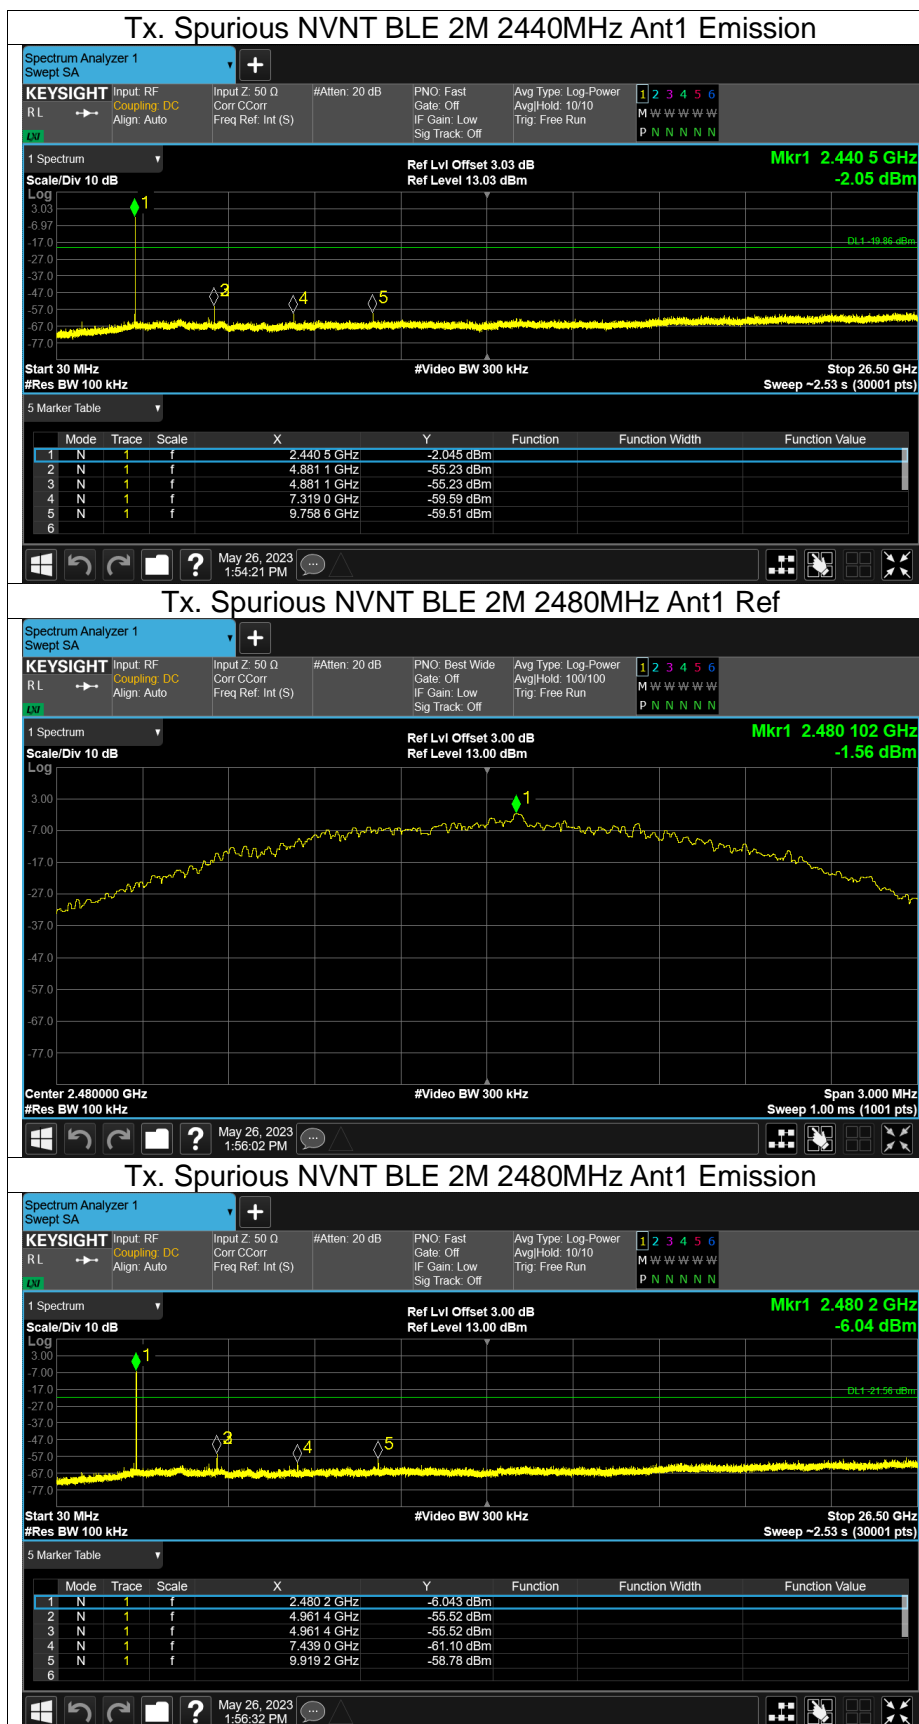 Tx. Spurious NVNT BLE 2M 2440MHz Ant1 Emission
Spectrum Analyzer 1
Swept SA
+
KEYSIGHT Input: RF Input Z: 50 Ω #Atten: 20 dB PNO: Fast Avg Type: Log-Power 1 2 3 4 5 6
R L Coupling: DC Corr CCorr Gate: Off Avg|Hold: 10/10 M W W W W W
Align: Auto Freq Ref: Int (S) IF Gain: Low Trig: Free Run
LXI Sig Track: Off P N N N N N
1 Spectrum Ref Lvl Offset 3.03 dB Mkr1 2.440 5 GHz
Scale/Div 10 dB Ref Level 13.03 dBm -2.05 dBm
Log
3.03
-6.97
-17.0
DL1 -19.86 dBm
-27.0
-37.0
-47.0
-57.0
-67.0
-77.0
1
3
4
5
Start 30 MHz #Video BW 300 kHz Stop 26.50 GHz
#Res BW 100 kHz Sweep ~2.53 s (30001 pts)
5 Marker Table
Mode Trace Scale X Y Function Function Width Function Value
1 N 1 f 2.440 5 GHz -2.045 dBm
2 N 1 f 4.881 1 GHz -55.23 dBm
3 N 1 f 4.881 1 GHz -55.23 dBm
4 N 1 f 7.319 0 GHz -59.59 dBm
5 N 1 f 9.758 6 GHz -59.51 dBm
6
? May 26, 2023
1:54:21 PM
Tx. Spurious NVNT BLE 2M 2480MHz Ant1 Ref
Spectrum Analyzer 1
Swept SA
+
KEYSIGHT Input: RF Input Z: 50 Ω #Atten: 20 dB PNO: Best Wide Avg Type: Log-Power 1 2 3 4 5 6
R L Coupling: DC Corr CCorr Gate: Off Avg|Hold: 100/100 M W W W W W
Align: Auto Freq Ref: Int (S) IF Gain: Low Trig: Free Run
LXI Sig Track: Off P N N N N N
1 Spectrum Ref Lvl Offset 3.00 dB Mkr1 2.480 102 GHz
Scale/Div 10 dB Ref Level 13.00 dBm -1.56 dBm
Log
3.00
-7.00
-17.0
-27.0
-37.0
-47.0
-57.0
-67.0
-77.0
1
Center 2.480000 GHz #Video BW 300 kHz Span 3.000 MHz
#Res BW 100 kHz Sweep 1.00 ms (1001 pts)
? May 26, 2023
1:56:02 PM
Tx. Spurious NVNT BLE 2M 2480MHz Ant1 Emission
Spectrum Analyzer 1
Swept SA
+
KEYSIGHT Input: RF Input Z: 50 Ω #Atten: 20 dB PNO: Fast Avg Type: Log-Power 1 2 3 4 5 6
R L Coupling: DC Corr CCorr Gate: Off Avg|Hold: 10/10 M W W W W W
Align: Auto Freq Ref: Int (S) IF Gain: Low Trig: Free Run
LXI Sig Track: Off P N N N N N
1 Spectrum Ref Lvl Offset 3.00 dB Mkr1 2.480 2 GHz
Scale/Div 10 dB Ref Level 13.00 dBm -6.04 dBm
Log
3.00
-7.00
-17.0
DL1 -21.56 dBm
-27.0
-37.0
-47.0
-57.0
-67.0
-77.0
1
3
4
5
Start 30 MHz #Video BW 300 kHz Stop 26.50 GHz
#Res BW 100 kHz Sweep ~2.53 s (30001 pts)
5 Marker Table
Mode Trace Scale X Y Function Function Width Function Value
1 N 1 f 2.480 2 GHz -6.043 dBm
2 N 1 f 4.961 4 GHz -55.52 dBm
3 N 1 f 4.961 4 GHz -55.52 dBm
4 N 1 f 7.439 0 GHz -61.10 dBm
5 N 1 f 9.919 2 GHz -58.78 dBm
6
? May 26, 2023
1:56:32 PM